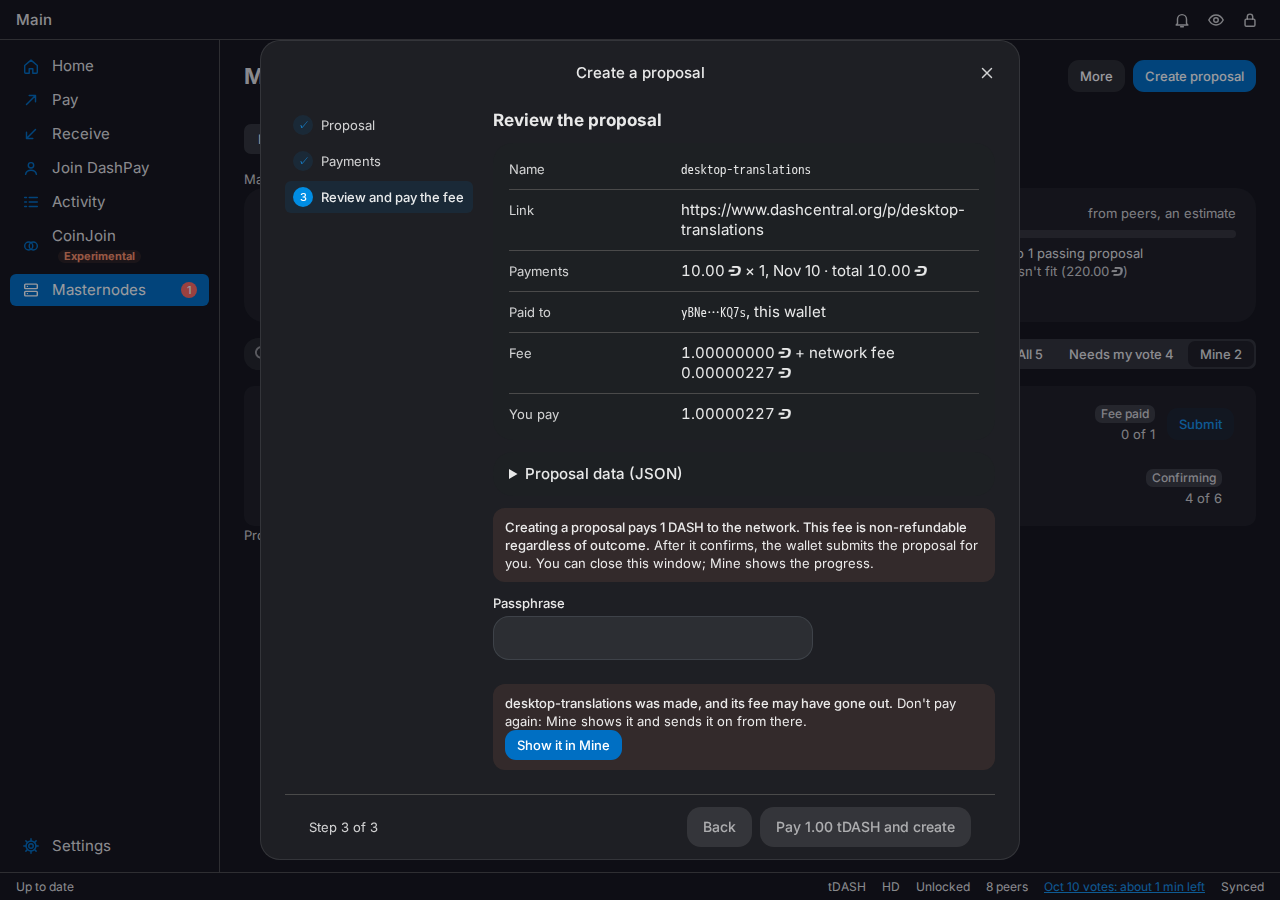 Main
Home
Pay
Receive
Join DashPay
Activity
CoinJoin
Experimental
Masternodes
1
Settings
More
Create proposal
from peers, an estimate
1 passing proposal
sn't fit (220.00)
All 5
Needs my vote 4
Mine 2
Fee paid
0 of 1
Submit
Confirming
4 of 6
Create a proposal
✓ Proposal
✓ Payments
3 Review and pay the fee
Review the proposal
Name desktop-translations
Link https://www.dashcentral.org/p/desktop-
translations
Payments 10.00 × 1, Nov 10 · total 10.00
Paid to yBNe···KQ7s, this wallet
Fee 1.00000000 + network fee
0.00000227
You pay 1.00000227
Proposal data (JSON)
Creating a proposal pays 1 DASH to the network. This fee is non-refundable
regardless of outcome. After it confirms, the wallet submits the proposal for
you. You can close this window; Mine shows the progress.
Passphrase
desktop-translations was made, and its fee may have gone out. Don't pay
again: Mine shows it and sends it on from there.
Show it in Mine
Step 3 of 3
Back
Pay 1.00 tDASH and create
Up to date
tDASH
HD
Unlocked
8 peers
Oct 10 votes: about 1 min left
Synced